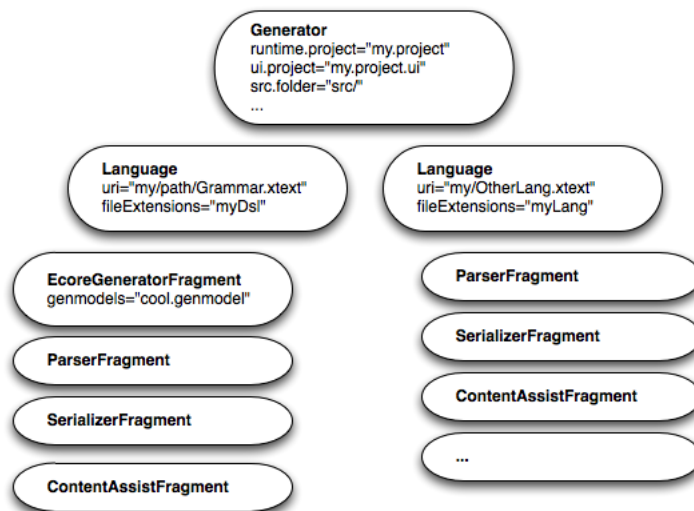 Generator
runtime.project="my.project"
ui.project="my.project.ui"
src.folder="src/"
...
Language
uri="my/path/Grammar.xtext"
fileExtensions="myDsl"
Language
uri="my/OtherLang.xtext"
fileExtensions="myLang"
EcoreGeneratorFragment
genmodels="cool.genmodel"
ParserFragment
SerializerFragment
ContentAssistFragment
ParserFragment
SerializerFragment
ContentAssistFragment
...